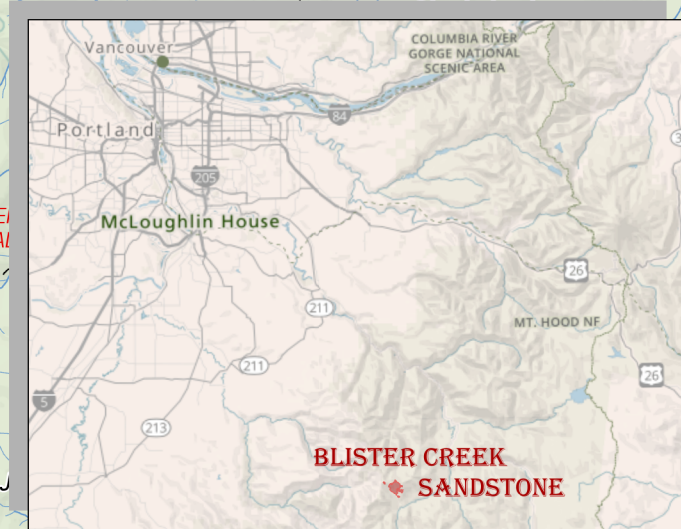 COLUMBIA RIVER
GORGE NATIONAL
SCENIC AREA
Vancouver
84
Portland
205
McLoughlin House
26
211
MT. HOOD NF
211
26
5
213
BLISTER CREEK
SANDSTONE